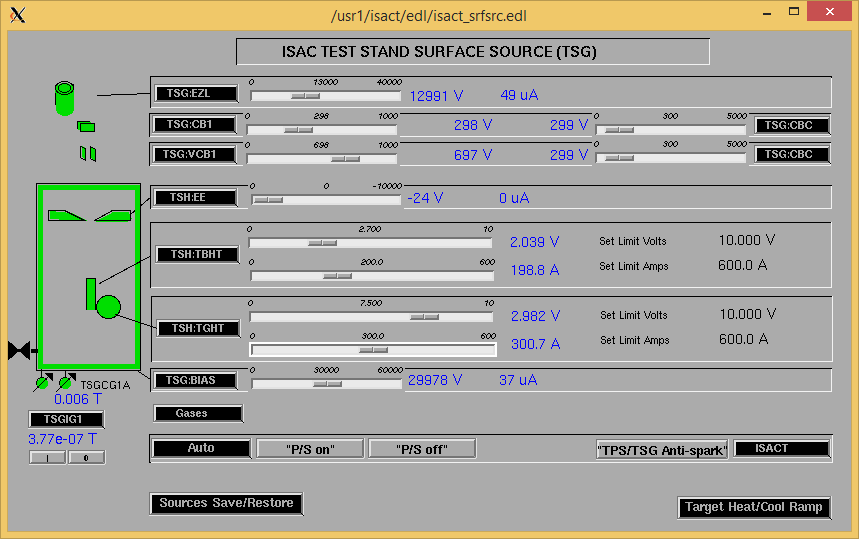 /usr1/isact/edl/isact_srfsrc.edl
ISAC TEST STAND SURFACE SOURCE (TSG)
0 13000 40000
TSG:EZL 12991 V 49 uA
0 298 1000 0 300 5000
TSG:CB1 298 V 299 V TSG:CBC
0 698 1000 0 300 5000
TSG:VCB1 697 V 299 V TSG:CBC
0 0 -10000
TSH:EE -24 V 0 uA
0 2.700 10
2.039 V Set Limit Volts 10.000 V
TSH:TBHT
0 200.0 600
198.8 A Set Limit Amps 600.0 A
0 7.500 10
2.982 V Set Limit Volts 10.000 V
TSH:TGHT
0 300.0 600
300.7 A Set Limit Amps 600.0 A
0 30000 60000
TSG:BIAS 29978 V 37 uA
TSGCG1A
0.006 T
Gases
TSGIG1
3.77e-07 T
I 0
Auto "P/S on" "P/S off" "TPS/TSG Anti-spark" ISACT
Sources Save/Restore
Target Heat/Cool Ramp